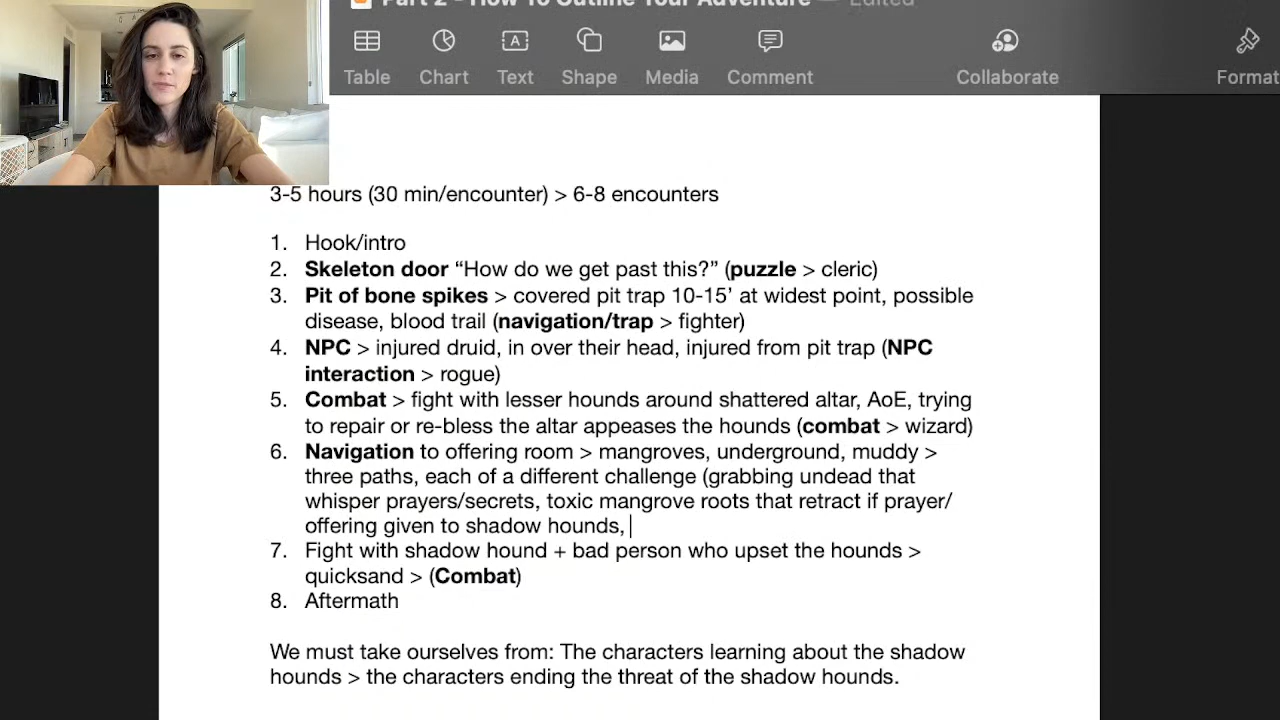 Part 2 - How To Outline Your Adventure — Edited
Table Chart Text Shape Media Comment Collaborate Format
3-5 hours (30 min/encounter) > 6-8 encounters
1. Hook/intro
2. Skeleton door “How do we get past this?” (puzzle > cleric)
3. Pit of bone spikes > covered pit trap 10-15’ at widest point, possible
disease, blood trail (navigation/trap > fighter)
4. NPC > injured druid, in over their head, injured from pit trap (NPC
interaction > rogue)
5. Combat > fight with lesser hounds around shattered altar, AoE, trying
to repair or re-bless the altar appeases the hounds (combat > wizard)
6. Navigation to offering room > mangroves, underground, muddy >
three paths, each of a different challenge (grabbing undead that
whisper prayers/secrets, toxic mangrove roots that retract if prayer/
offering given to shadow hounds,
7. Fight with shadow hound + bad person who upset the hounds >
quicksand > (Combat)
8. Aftermath
We must take ourselves from: The characters learning about the shadow
hounds > the characters ending the threat of the shadow hounds.